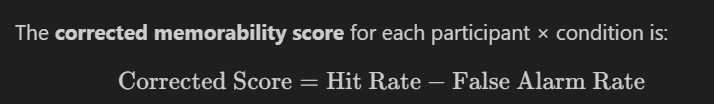 The corrected memorability score for each participant × condition is:
Corrected Score = Hit Rate − False Alarm Rate